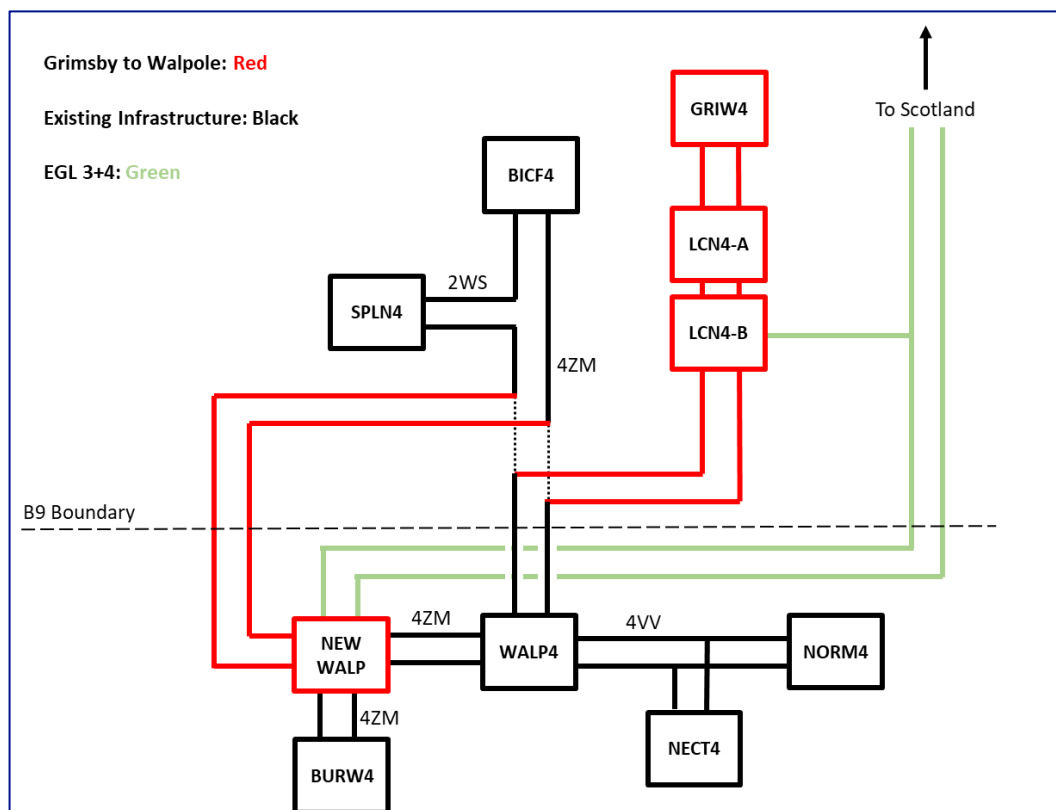 Grimsby to Walpole: Red
Existing Infrastructure: Black
EGL 3+4: Green
GRIW4
To Scotland
BICF4
LCN4-A
2WS
SPLN4
LCN4-B
4ZM
B9 Boundary
4ZM
4VV
NEW
WALP
WALP4
NORM4
4ZM
NECT4
BURW4